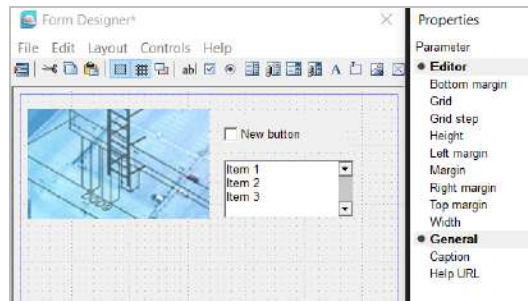 Form Designer*
File Edit Layout Controls Help
abl
A
New button
Item 1
Item 2
Item 3
Properties
Parameter
Editor
Bottom margin
Grid
Grid step
Height
Left margin
Margin
Right margin
Top margin
Width
General
Caption
Help URL